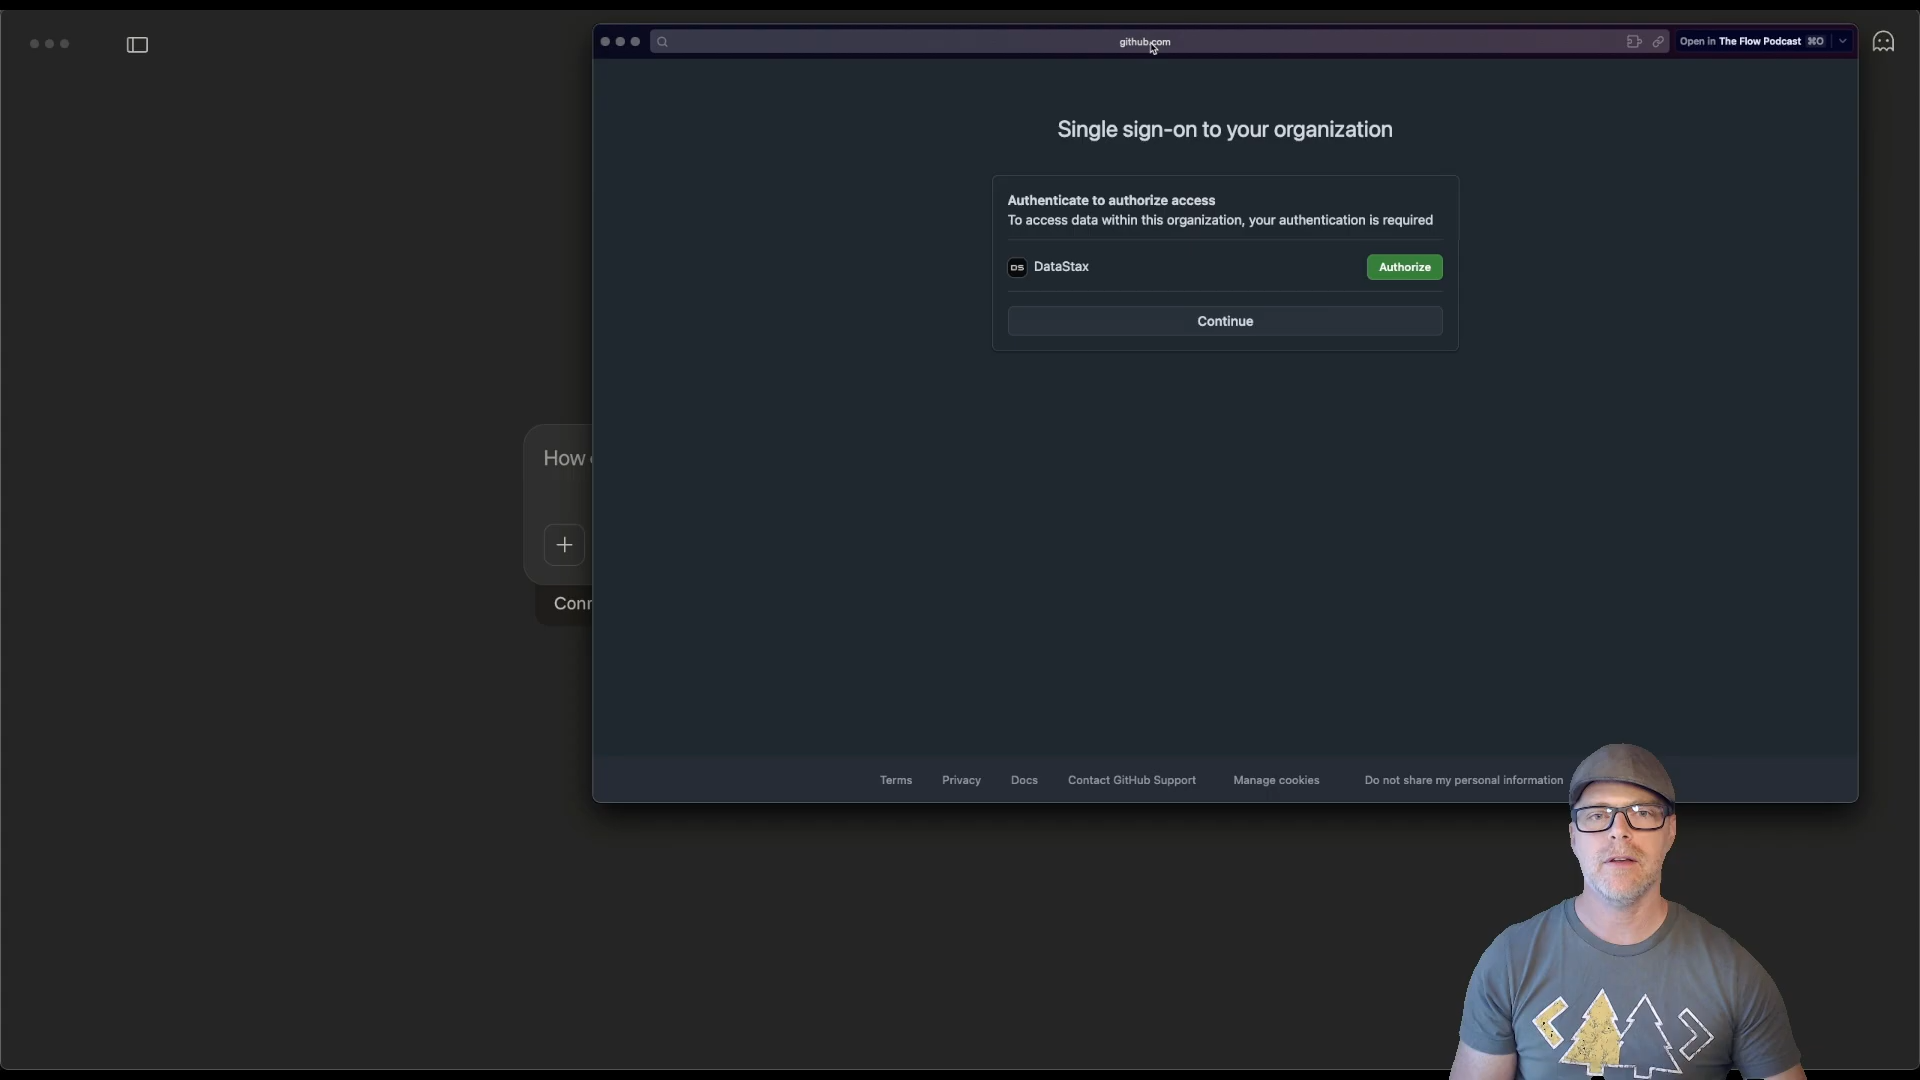 github.com
Open in The Flow Podcast ⌘O
Single sign-on to your organization
Authenticate to authorize access
To access data within this organization, your authentication is required
DS DataStax
Authorize
Continue
How
Conn
Terms Privacy Docs Contact GitHub Support Manage cookies Do not share my personal information